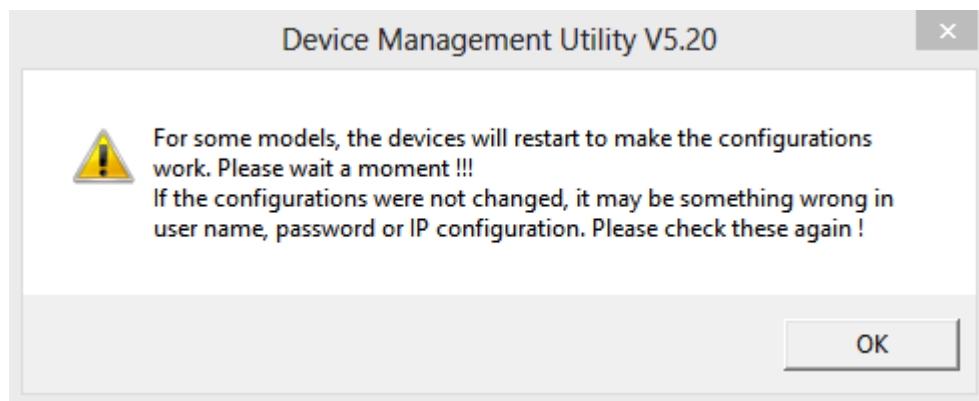 Device Management Utility V5.20
For some models, the devices will restart to make the configurations
work. Please wait a moment !!!
If the configurations were not changed, it may be something wrong in
user name, password or IP configuration. Please check these again !
OK